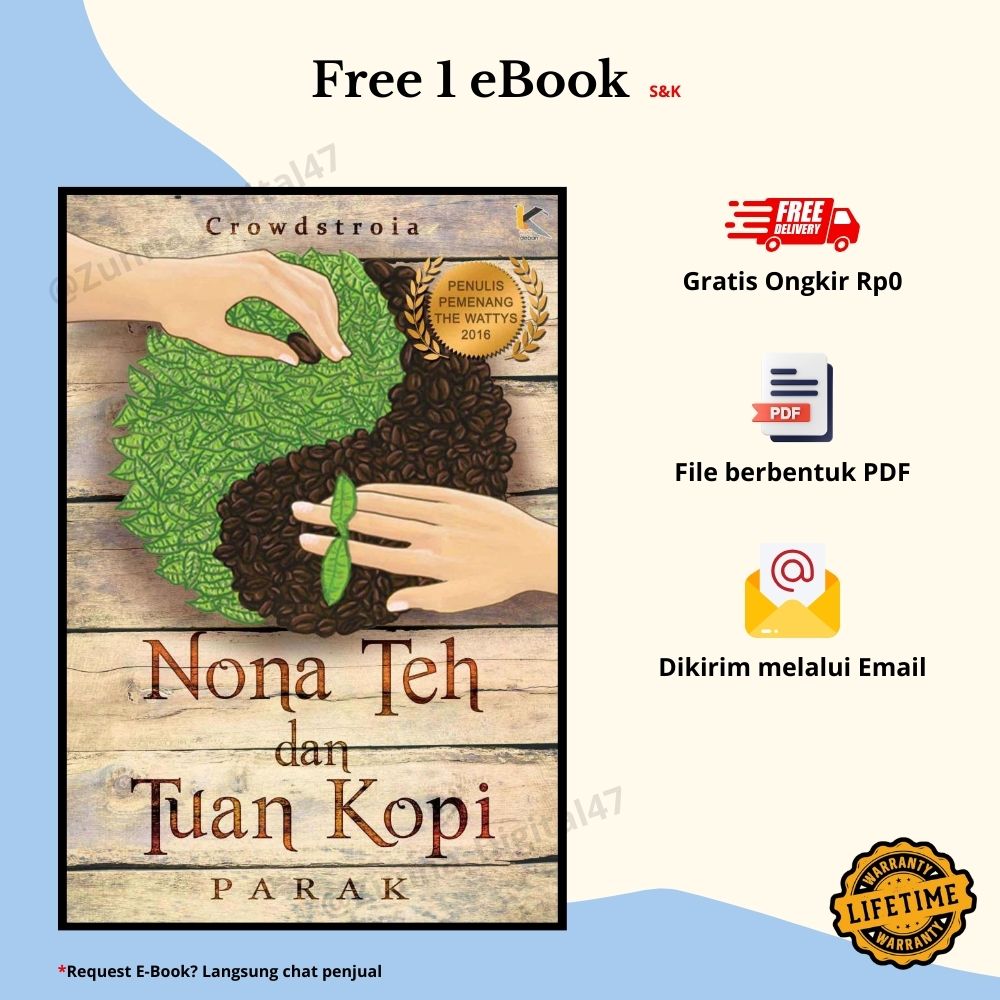 Free 1 eBook S&K
@Zunna_Digital47
Crowdstroia
PENULIS
PEMENANG
THE WATTYS
2016
Nona Teh
dan
Tuan Kopi
PARAK
FREE
DELIVERY
Gratis Ongkir Rp0
PDF
File berbentuk PDF
@
Dikirim melalui Email
WARRANTY
LIFETIME
WARRANTY
*Request E-Book? Langsung chat penjual